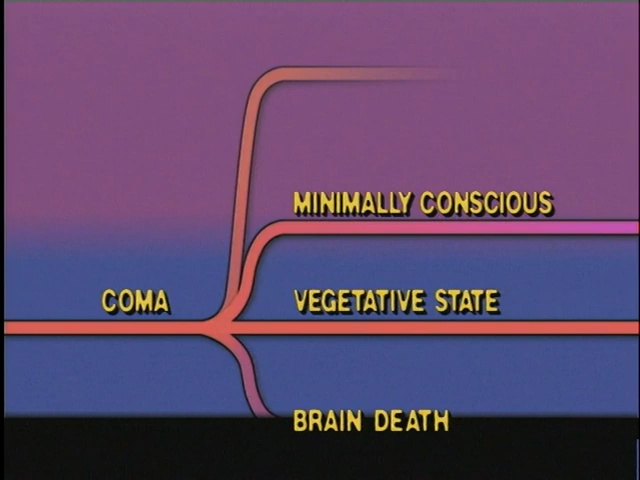 MINIMALLY CONSCIOUS
COMA
VEGETATIVE STATE
BRAIN DEATH